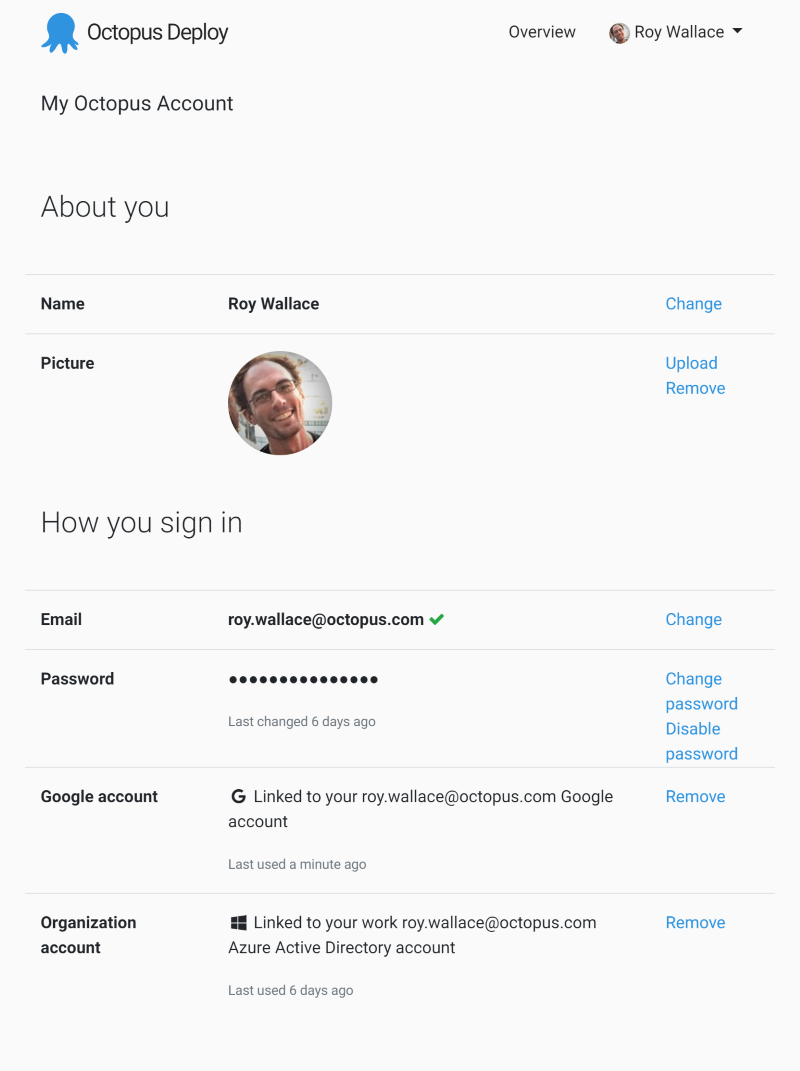 Octopus Deploy
Overview
Roy Wallace
My Octopus Account
About you
Name
Roy Wallace
Change
Picture
Upload
Remove
How you sign in
Email
roy.wallace@octopus.com
Change
Password
●●●●●●●●●●●●●●●
Last changed 6 days ago
Change
password
Disable
password
Google account
Linked to your roy.wallace@octopus.com Google
account
Last used a minute ago
Remove
Organization
account
Linked to your work roy.wallace@octopus.com
Azure Active Directory account
Last used 6 days ago
Remove